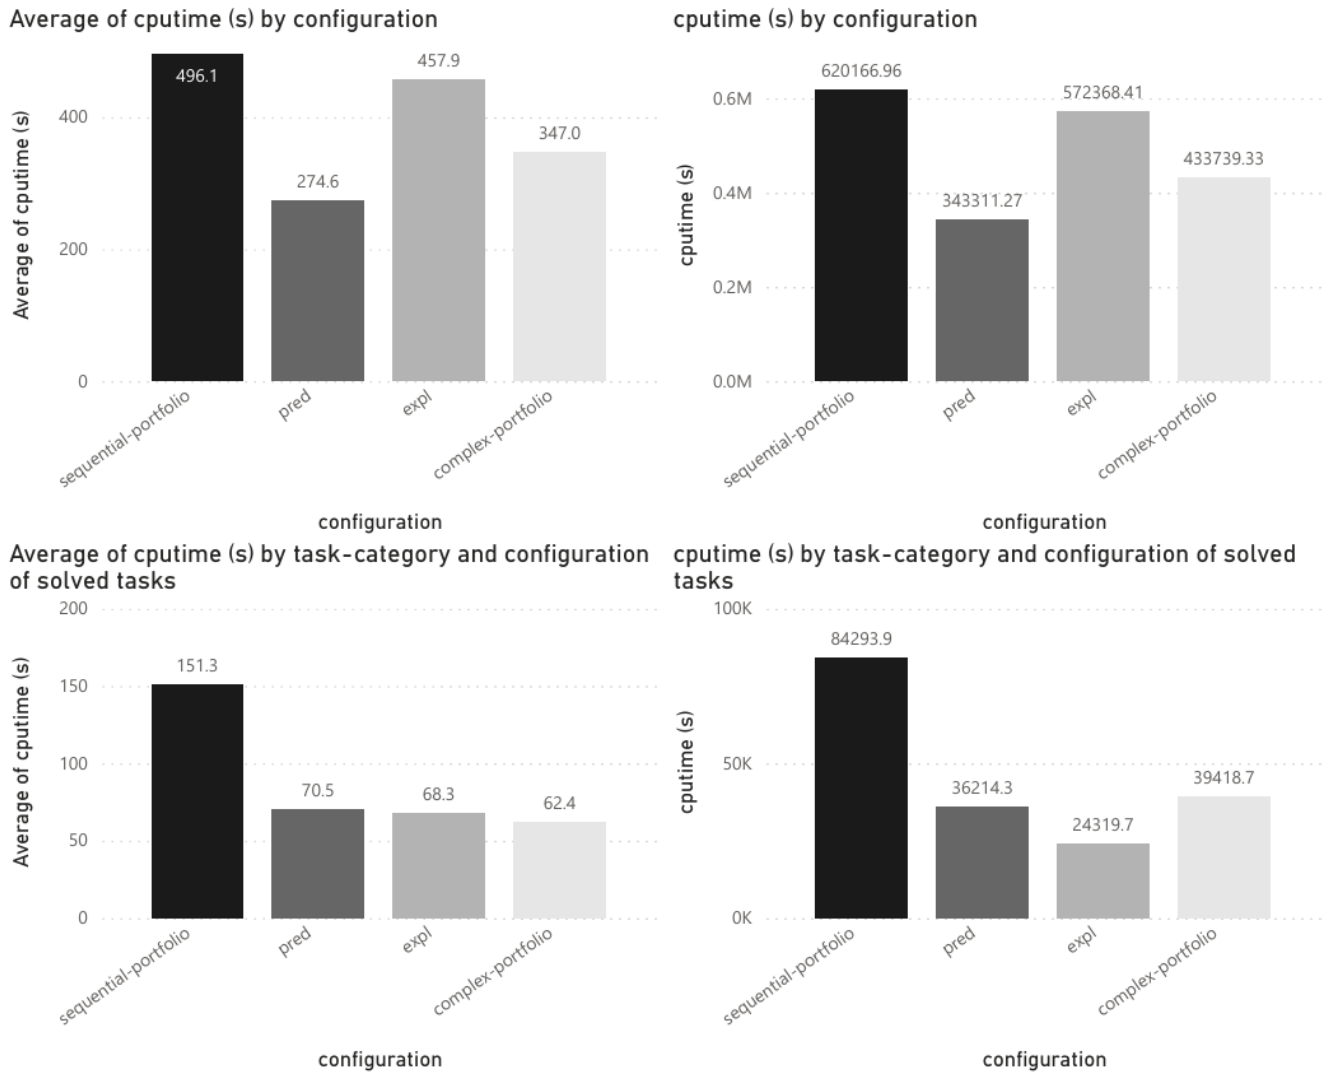 Average of cputime (s) by configuration
Average of cputime (s)
400
200
0
496.1
274.6
457.9
347.0
sequential-portfolio
pred
expl
complex-portfolio
configuration
cputime (s) by configuration
cputime (s)
0.6M
0.4M
0.2M
0.0M
620166.96
343311.27
572368.41
433739.33
sequential-portfolio
pred
expl
complex-portfolio
configuration
Average of cputime (s) by task-category and configuration
of solved tasks
Average of cputime (s)
200
150
100
50
0
151.3
70.5
68.3
62.4
sequential-portfolio
pred
expl
complex-portfolio
configuration
cputime (s) by task-category and configuration of solved
tasks
cputime (s)
100K
50K
0K
84293.9
36214.3
24319.7
39418.7
sequential-portfolio
pred
expl
complex-portfolio
configuration